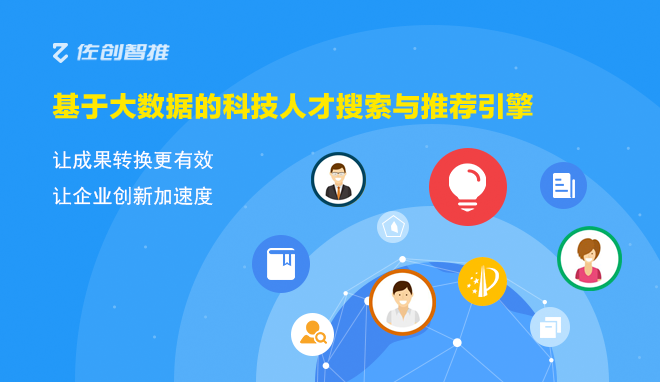 佐创智推
基于大数据的科技人才搜索与推荐引擎
让成果转换更有效
让企业创新加速度